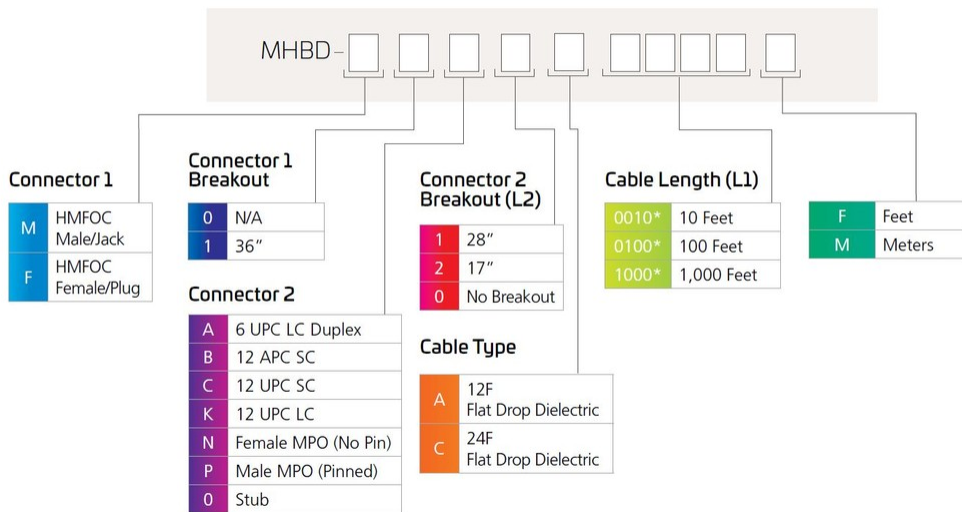 MHBD-
Connector 1
M HMFOC
Male/Jack
F HMFOC
Female/Plug
Connector 1
Breakout
0 N/A
1 36”
Connector 2
A 6 UPC LC Duplex
B 12 APC SC
C 12 UPC SC
K 12 UPC LC
N Female MPO (No Pin)
P Male MPO (Pinned)
0 Stub
Connector 2
Breakout (L2)
1 28”
2 17”
0 No Breakout
Cable Type
A 12F
Flat Drop Dielectric
C 24F
Flat Drop Dielectric
Cable Length (L1)
0010* 10 Feet
0100* 100 Feet
1000* 1,000 Feet
F Feet
M Meters